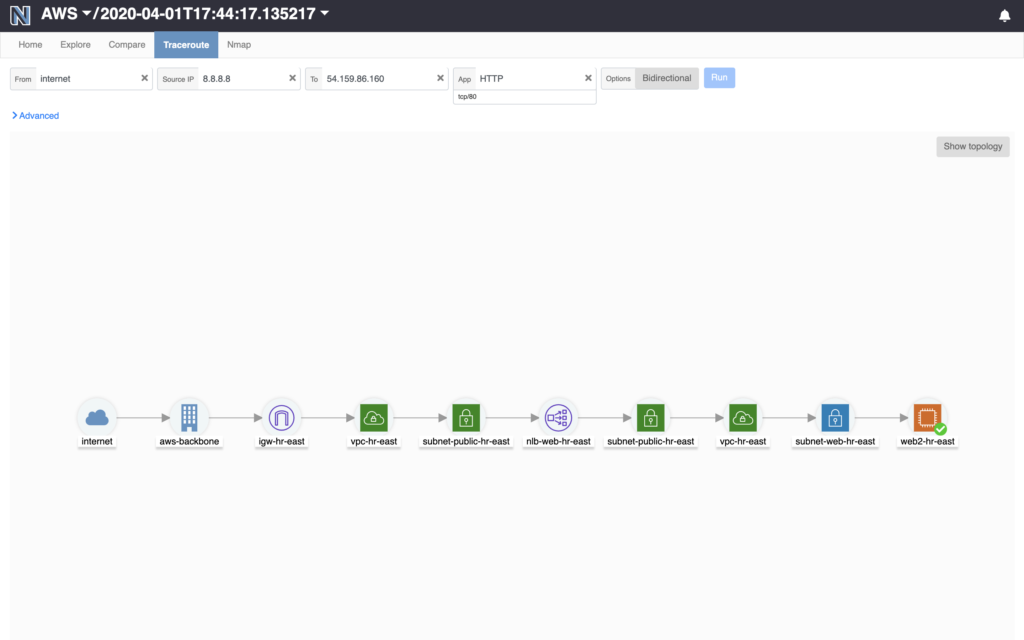 AWS /2020-04-01T17:44:17.135217
Home Explore Compare Traceroute Nmap
From internet × Source IP 8.8.8.8 × To 54.159.86.160 × App HTTP × Options Bidirectional Run
tcp/80
Advanced
Show topology
internet aws-backbone igw-hr-east vpc-hr-east subnet-public-hr-east nlb-web-hr-east subnet-public-hr-east vpc-hr-east subnet-web-hr-east web2-hr-east